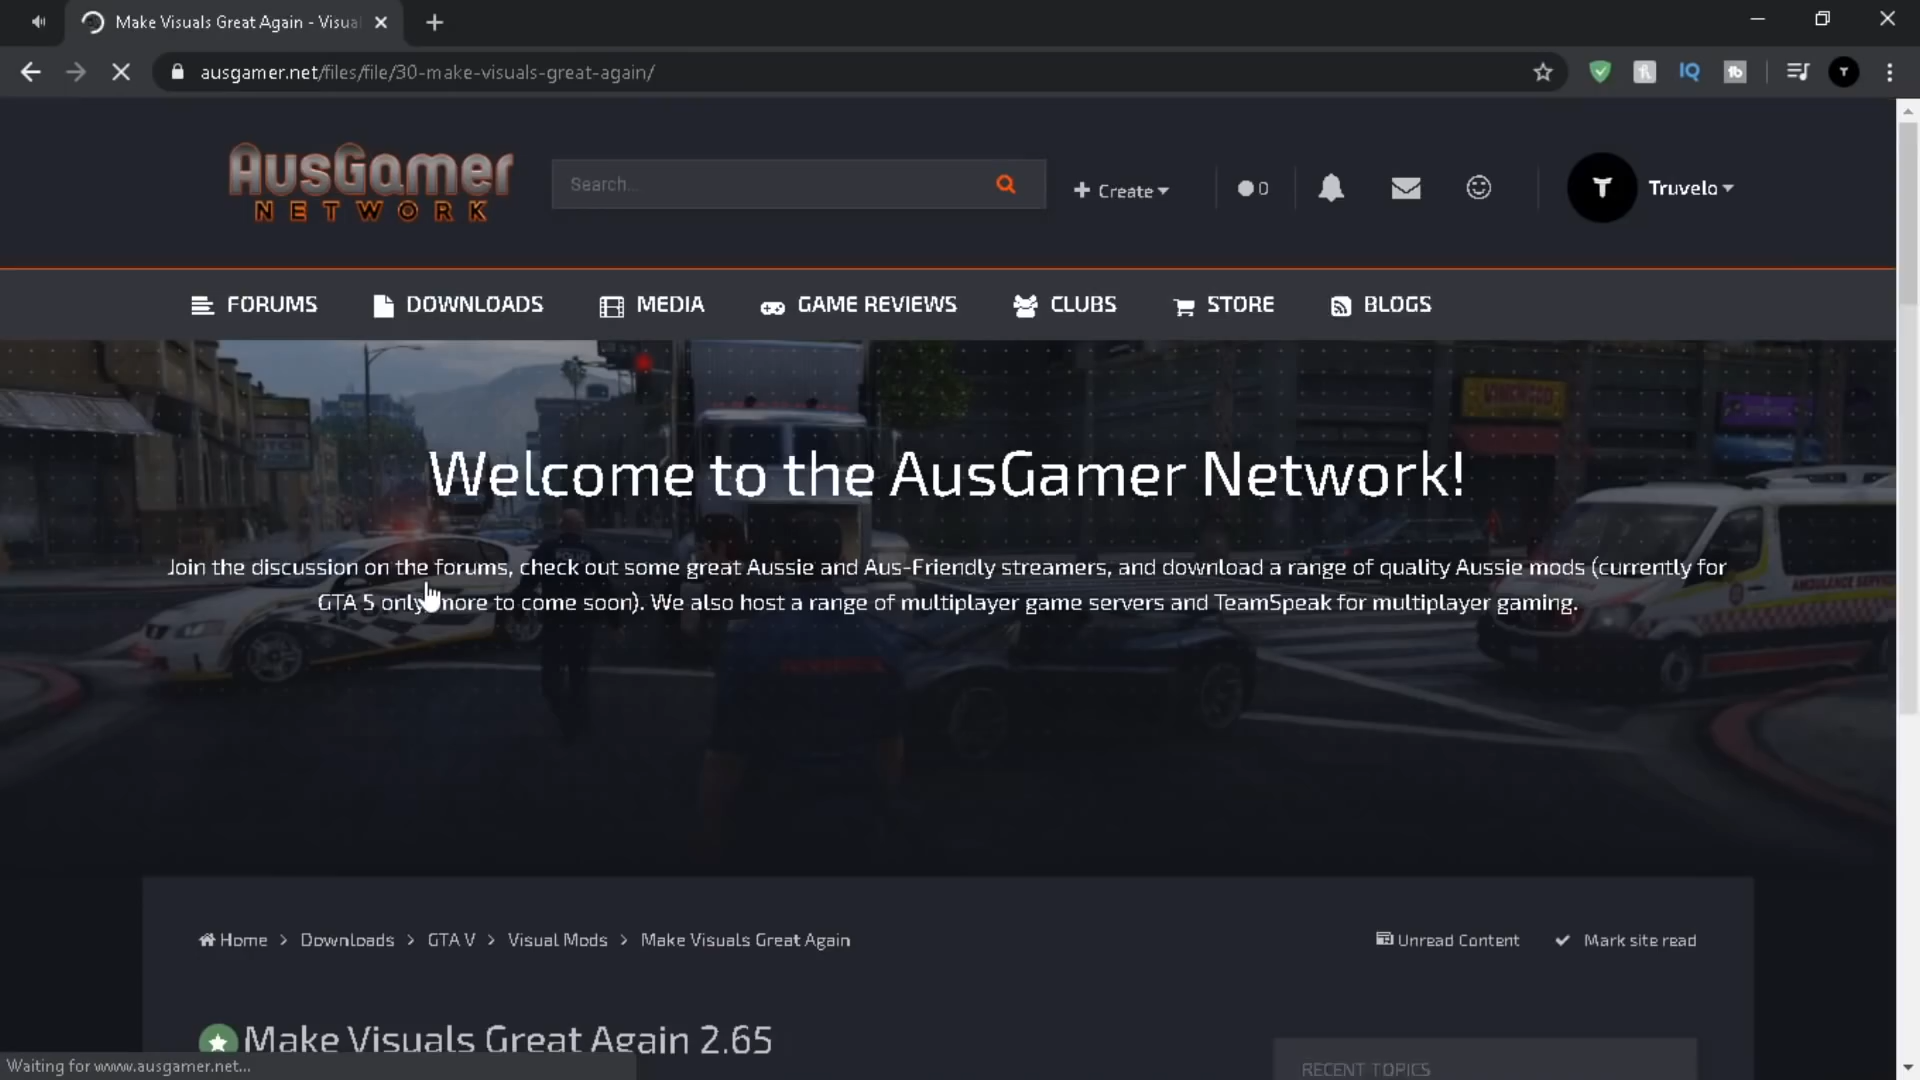 Make Visuals Great Again - Visua
ausgamer.net/files/file/30-make-visuals-great-again/
AusGamer
NETWORK
Search...
Create
0
T
Truvelo
FORUMS
DOWNLOADS
MEDIA
GAME REVIEWS
CLUBS
STORE
BLOGS
Welcome to the AusGamer Network!
Join the discussion on the forums, check out some great Aussie and Aus-Friendly streamers, and download a range of quality Aussie mods (currently for
GTA 5 only, more to come soon). We also host a range of multiplayer game servers and TeamSpeak for multiplayer gaming.
AMBULANCE SERVICE
Home > Downloads > GTA V > Visual Mods > Make Visuals Great Again
Unread Content
Mark site read
Make Visuals Great Again 2.65
RECENT TOPICS
Waiting for www.ausgamer.net...